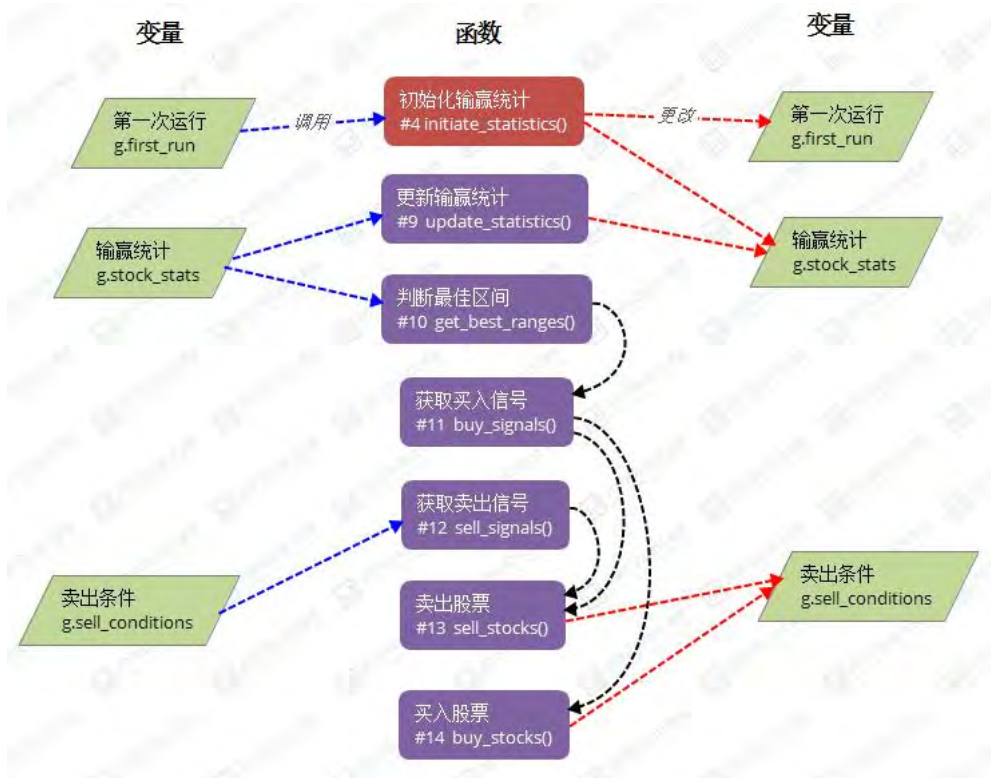 变量
函数
变量
第一次运行
g.first_run
调用
初始化输赢统计
#4 initiate_statistics()
更改
第一次运行
g.first_run
更新输赢统计
#9 update_statistics()
输赢统计
g.stock_stats
输赢统计
g.stock_stats
判断最佳区间
#10 get_best_ranges()
获取买入信号
#11 buy_signals()
获取卖出信号
#12 sell_signals()
卖出条件
g.sell_conditions
卖出股票
#13 sell_stocks()
卖出条件
g.sell_conditions
买入股票
#14 buy_stocks()